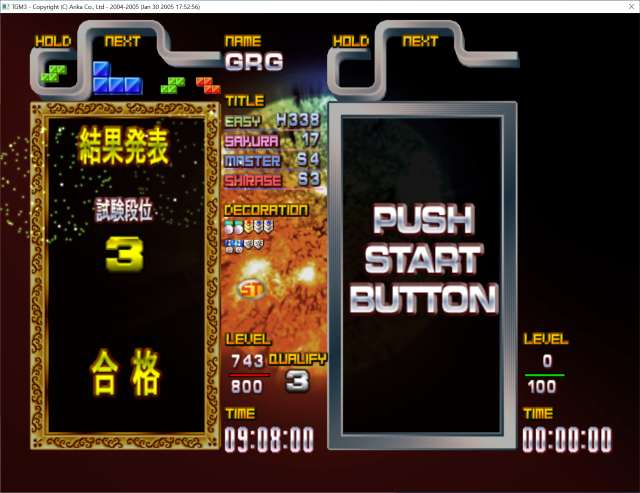 TGM3 - Copyright (C) Arika Co., Ltd - 2004-2005 (Jan 30 2005 17:52:56)
HOLD NEXT
NAME
GRG
HOLD NEXT
TITLE
EASY H338
SAKURA 17
MASTER S4
SHIRASE S3
DECORATION
ST
結果発表
試験段位
3
合格
LEVEL
743
800
QUALIFY
3
TIME
09:08:00
PUSH
START
BUTTON
LEVEL
0
100
TIME
00:00:00